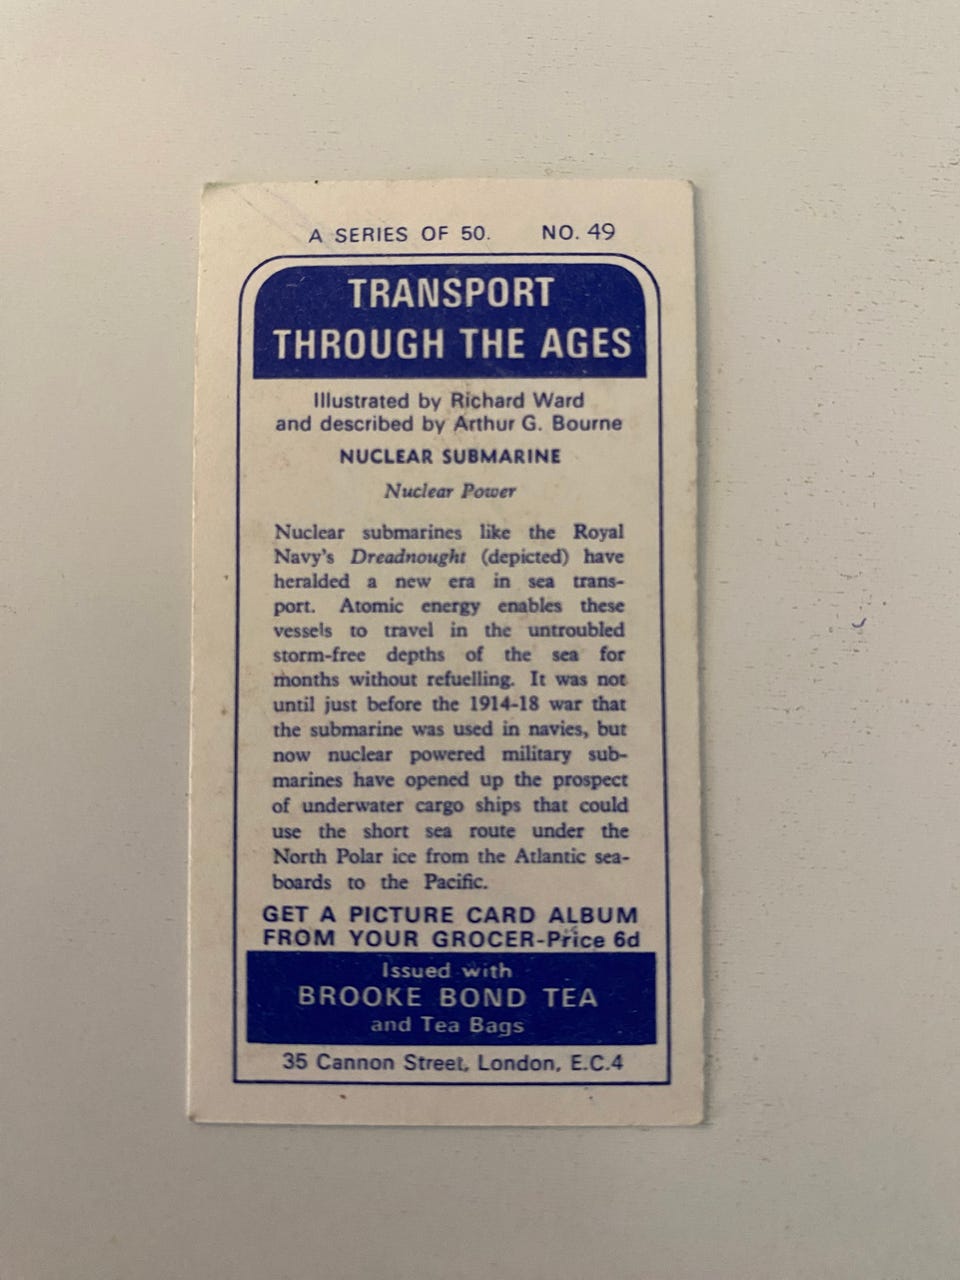 A SERIES OF 50. NO. 49
TRANSPORT
THROUGH THE AGES
Illustrated by Richard Ward
and described by Arthur G. Bourne
NUCLEAR SUBMARINE
Nuclear Power
Nuclear submarines like the Royal
Navy's Dreadnought (depicted) have
heralded a new era in sea trans-
port. Atomic energy enables these
vessels to travel in the untroubled
storm-free depths of the sea for
months without refuelling. It was not
until just before the 1914-18 war that
the submarine was used in navies, but
now nuclear powered military sub-
marines have opened up the prospect
of underwater cargo ships that could
use the short sea route under the
North Polar ice from the Atlantic sea-
boards to the Pacific.
GET A PICTURE CARD ALBUM
FROM YOUR GROCER-Price 6d
Issued with
BROOKE BOND TEA
and Tea Bags
35 Cannon Street, London, E.C.4